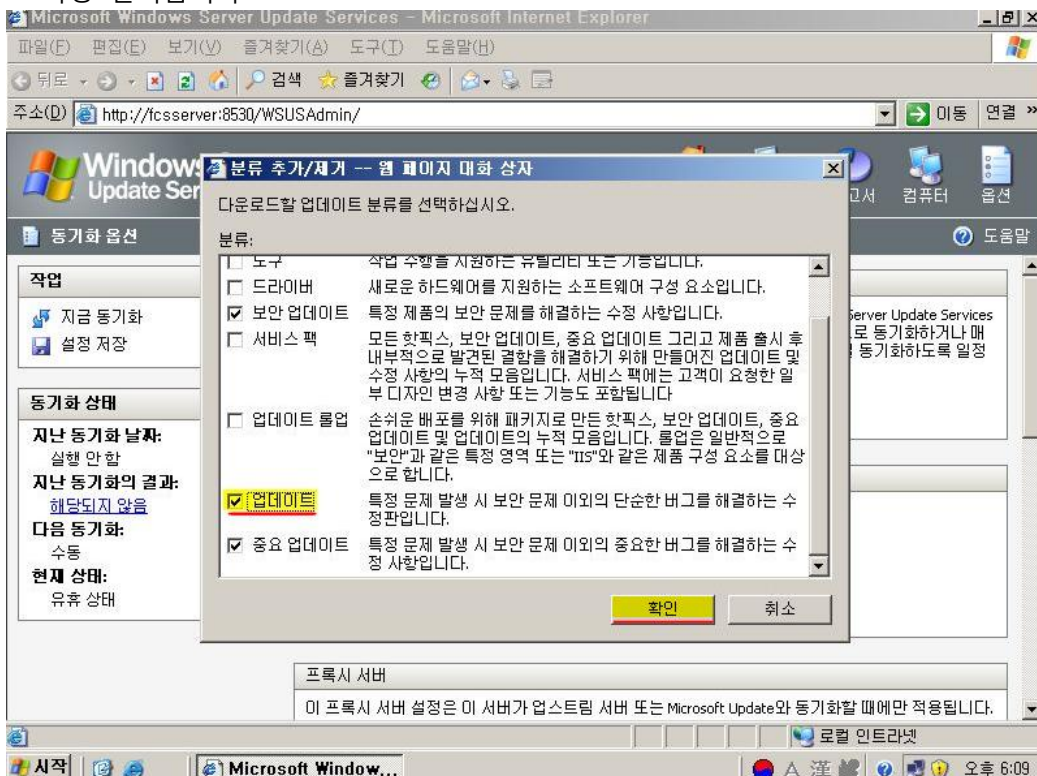 Microsoft Windows Server Update Services - Microsoft Internet Explorer
파일(F) 편집(E) 보기(V) 즐겨찾기(A) 도구(T) 도움말(H)
뒤로 검색 즐겨찾기
주소(D) http://fcsserver:8530/WSUSAdmin/ 이동 연결 »
Windows
Update Ser
보고서 컴퓨터 옵션
동기화 옵션 도움말
분류 추가/제거 -- 웹 페이지 대화 상자
다운로드할 업데이트 분류를 선택하십시오.
분류:
도구 작업 수행을 지원하는 유틸리티 또는 기능입니다.
드라이버 새로운 하드웨어를 지원하는 소프트웨어 구성 요소입니다.
보안 업데이트 특정 제품의 보안 문제를 해결하는 수정 사항입니다.
서비스 팩 모든 핫픽스, 보안 업데이트, 중요 업데이트 그리고 제품 출시 후
내부적으로 발견된 결함을 해결하기 위해 만들어진 업데이트 및
수정 사항의 누적 모음입니다. 서비스 팩에는 고객이 요청한 일
부 디자인 변경 사항 또는 기능도 포함됩니다
업데이트 롤업 손쉬운 배포를 위해 패키지로 만든 핫픽스, 보안 업데이트, 중요
업데이트 및 업데이트의 누적 모음입니다. 롤업은 일반적으로
"보안"과 같은 특정 영역 또는 "IIS"와 같은 제품 구성 요소를 대상
으로 합니다.
업데이트 특정 문제 발생 시 보안 문제 이외의 단순한 버그를 해결하는 수
정판입니다.
중요 업데이트 특정 문제 발생 시 보안 문제 이외의 중요한 버그를 해결하는 수
정 사항입니다.
확인 취소
작업
지금 동기화
설정 저장
동기화 상태
지난 동기화 날짜:
실행 안 함
지난 동기화의 결과:
해당되지 않음
다음 동기화:
수동
현재 상태:
유휴 상태
Server Update Services
로 동기화하거나 매
동기화하도록 일정
프록시 서버
이 프록시 서버 설정은 이 서버가 업스트림 서버 또는 Microsoft Update와 동기화할 때에만 적용됩니다.
로컬 인트라넷
시작 Microsoft Window... A 漢 오후 6:09